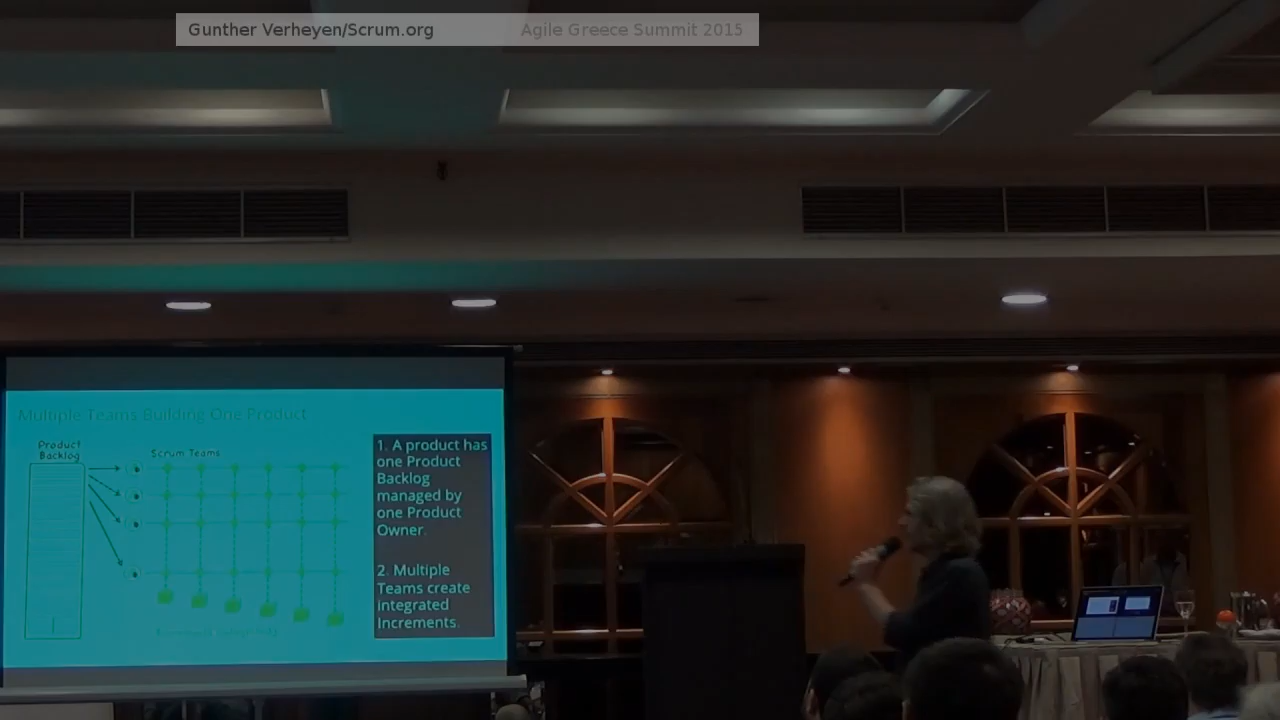 Gunther Verheyen/Scrum.org Agile Greece Summit 2015
Multiple Teams Building One Product
Product
Backlog
Scrum Teams
1. A product has
one Product
Backlog
managed by
one Product
Owner.
2. Multiple
Teams create
integrated
Increments.